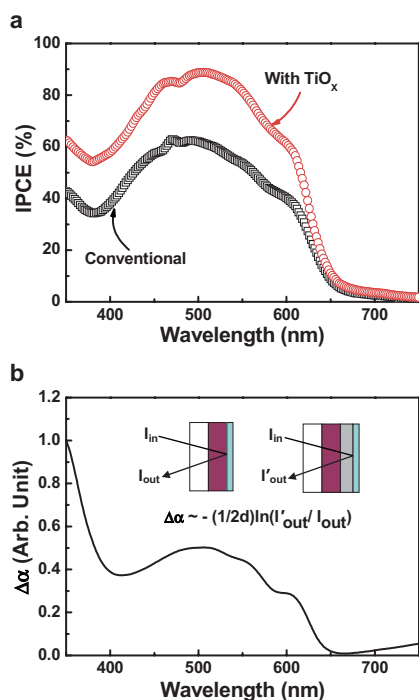 a
100
80
60
40
20
0
IPCE (%)
With TiOx
Conventional
400 500 600 700
Wavelength (nm)
b
1.2
1.0
0.8
0.6
0.4
0.2
0.0
Δα (Arb. Unit)
Iin
Iout
Iin
I'out
Δα ~ - (1/2d)ln(I'out/ Iout)
400 500 600 700
Wavelength (nm)